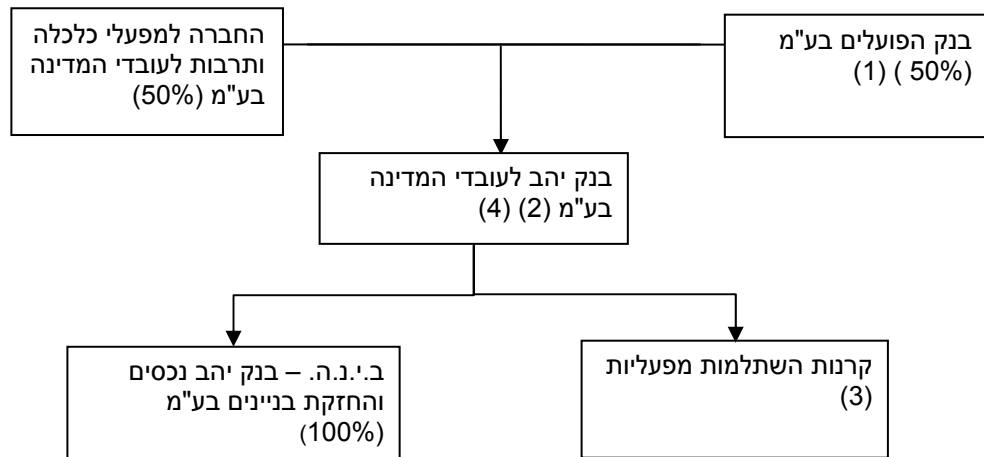 החברה למפעלי כלכלה
ותרבות לעובדי המדינה
בע"מ (50%)
בנק הפועלים בע"מ
(50% ) (1)
בנק יהב לעובדי המדינה
בע"מ (2) (4)
ב.י.נ.ה. – בנק יהב נכסים
והחזקת בניינים בע"מ
(100%)
קרנות השתלמות מפעליות
(3)